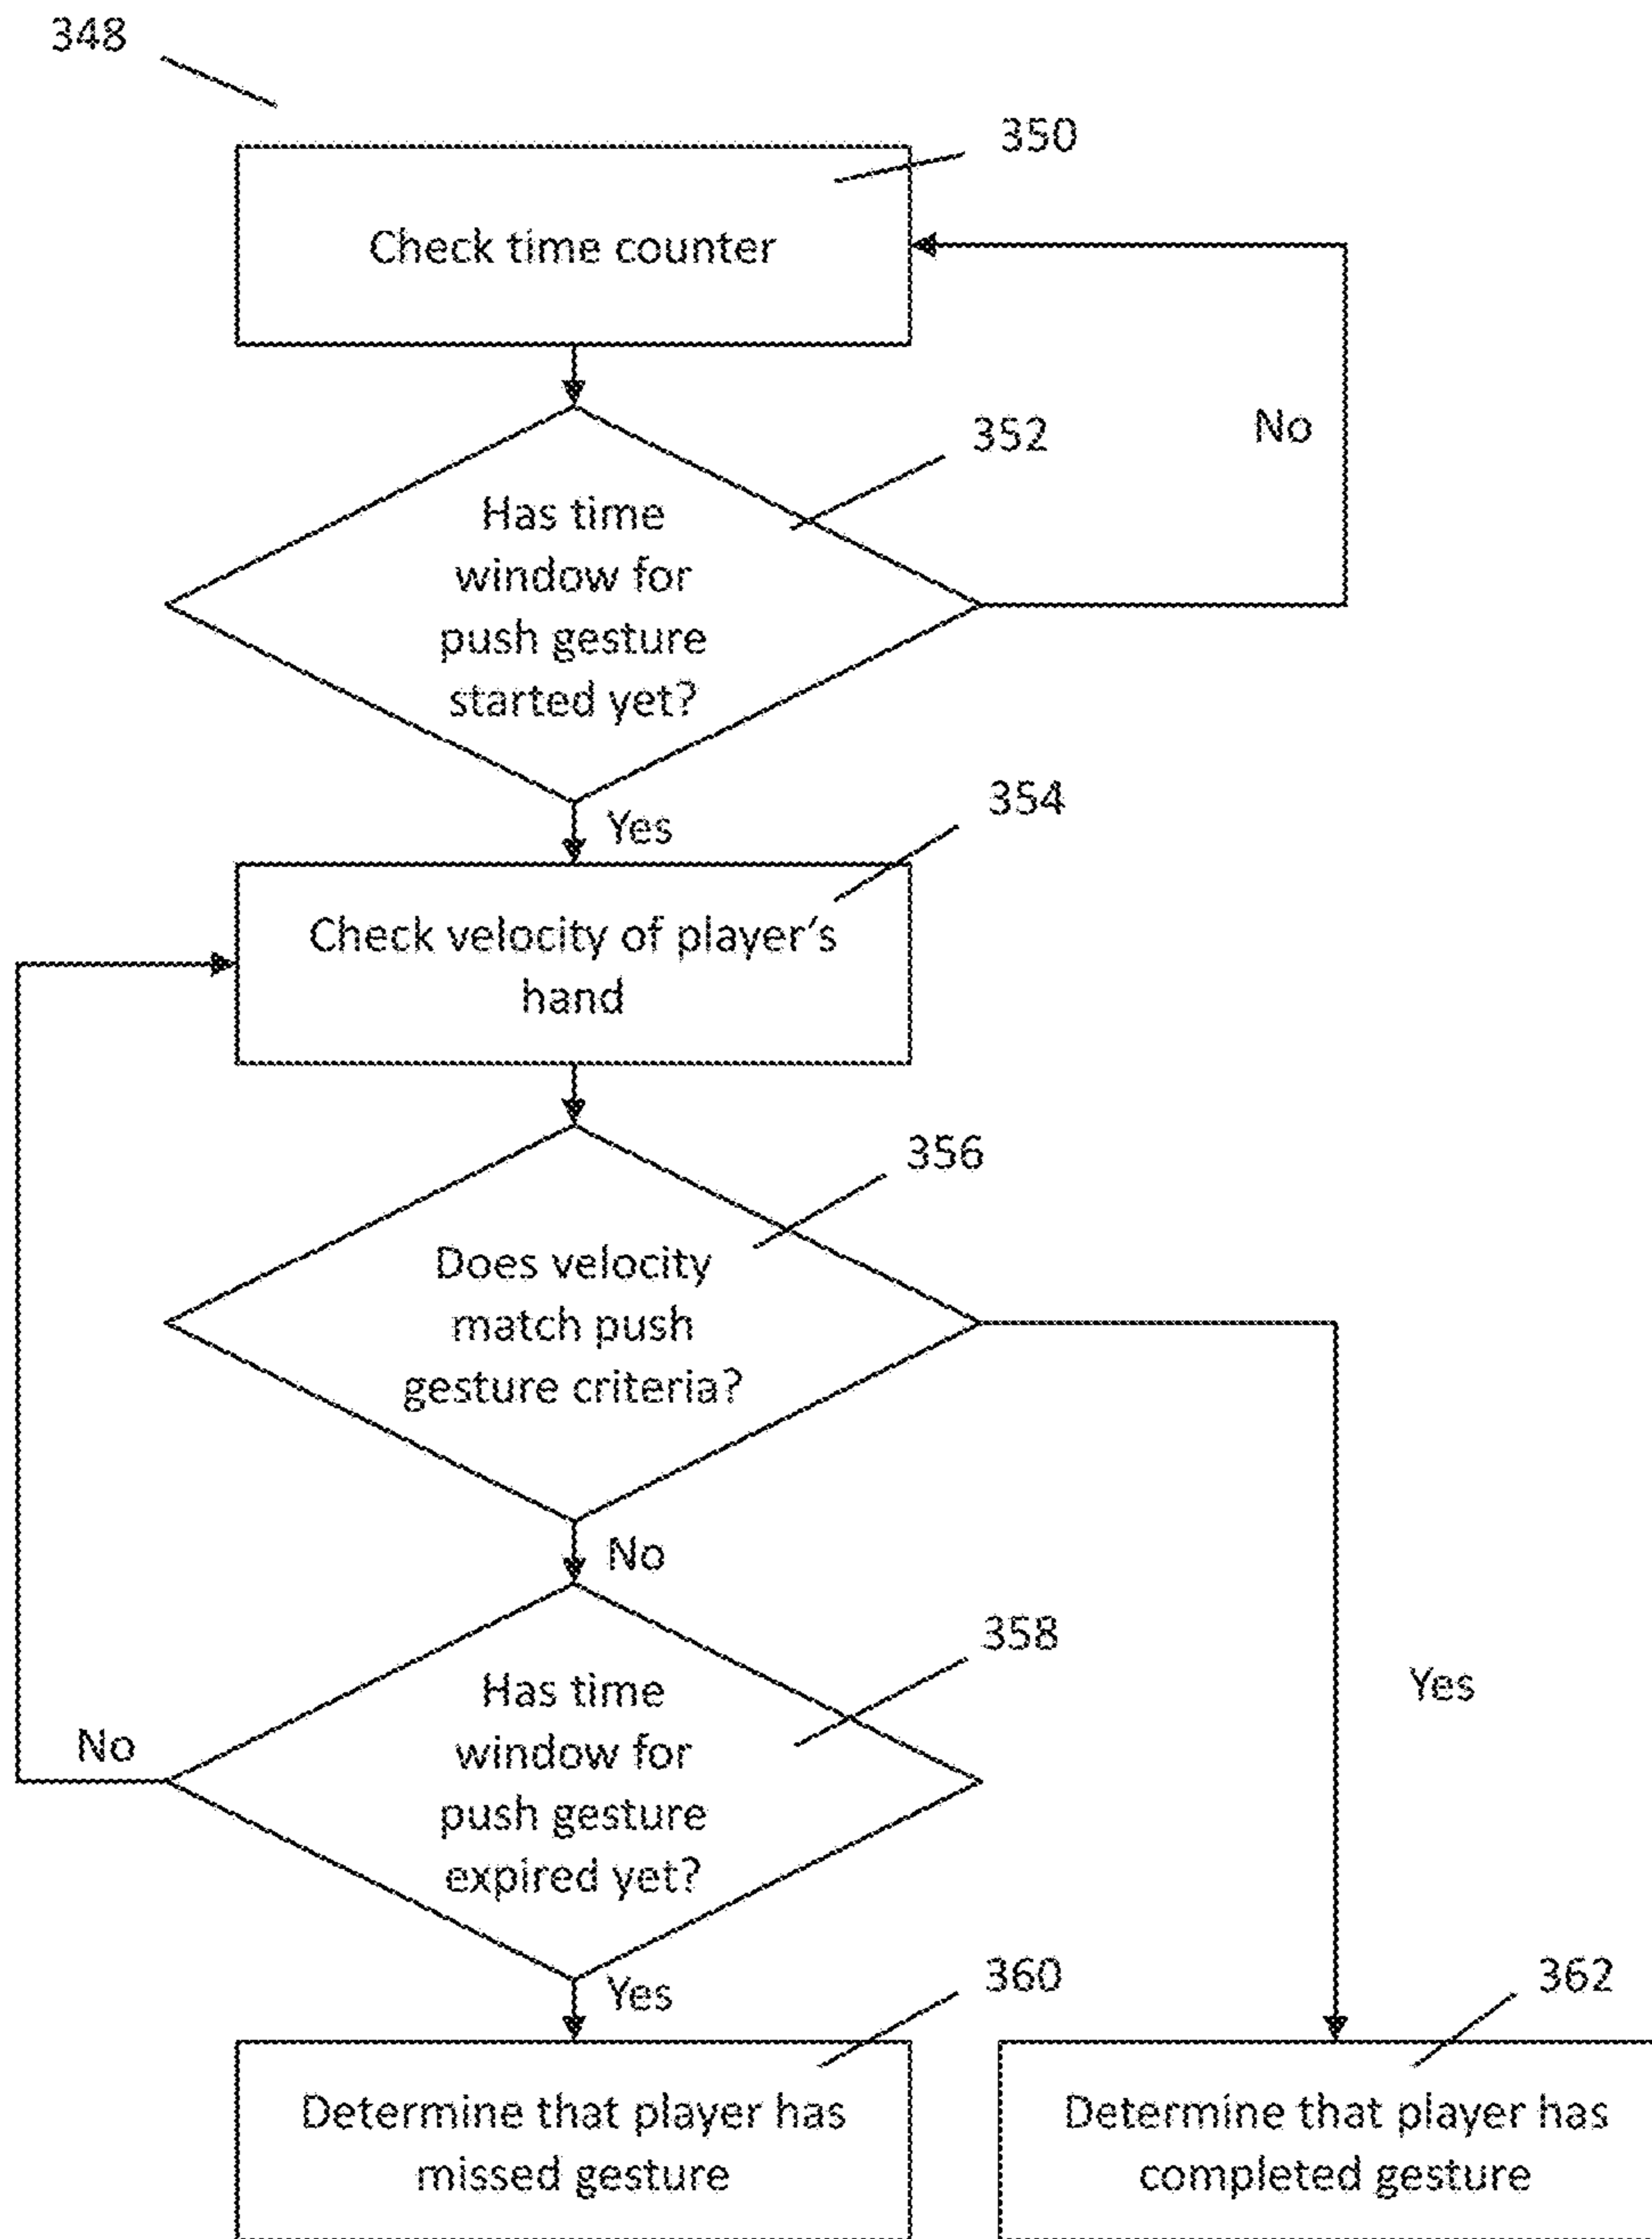 348
350
Check time counter
352
No
Has time
window for
push gesture
started yet?
354
Yes
Check velocity of player's
hand
356
Does velocity
match push
gesture criteria?
No
358
Has time
window for
push gesture
expired yet?
Yes
No
360
Yes
362
Determine that player has
missed gesture
Determine that player has
completed gesture